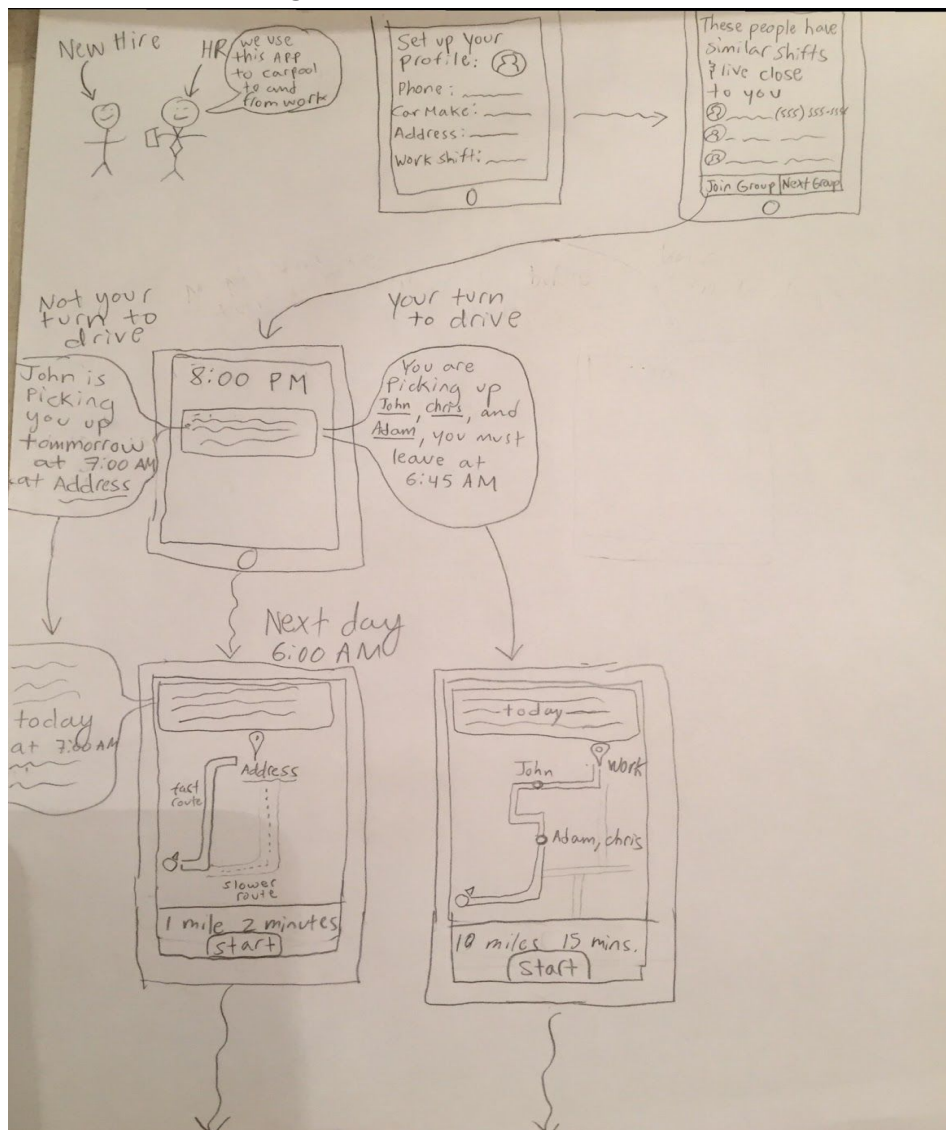 New Hire
HR
we use
this APP
to carpool
to and
from work
Set up your
profile:
Phone:
Car Make:
Address:
Work shift:
These people have
similar shifts
& live close
to you
(555) 555-555
Join Group
Next Group
Not your
turn to
drive
John is
Picking
you up
tommorrow
at 7:00 AM
at Address
8:00 PM
Your turn
to drive
You are
Picking up
John, chris, and
Adam, you must
leave at
6:45 AM
Next day
6:00 AM
today
at 7:00 AM
Address
fast
route
slower
route
1 mile 2 minutes
Start
today
John
Work
Adam, chris
10 miles 15 mins.
Start